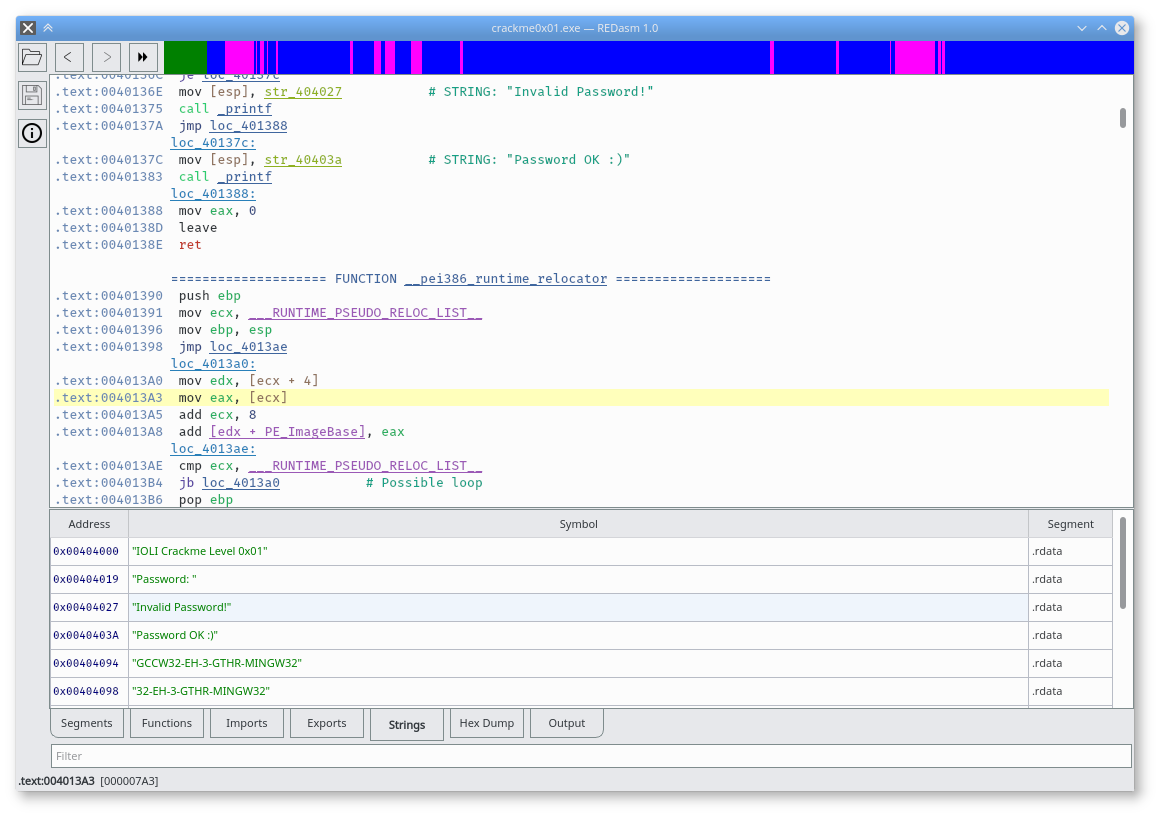 crackme0x01.exe — REDasm 1.0
.text:0040136C je loc_40137c
.text:0040136E mov [esp], str_404027 # STRING: "Invalid Password!"
.text:00401375 call _printf
.text:0040137A jmp loc_401388
loc_40137c:
.text:0040137C mov [esp], str_40403a # STRING: "Password OK :)"
.text:00401383 call _printf
loc_401388:
.text:00401388 mov eax, 0
.text:0040138D leave
.text:0040138E ret
==================== FUNCTION __pei386_runtime_relocator ====================
.text:00401390 push ebp
.text:00401391 mov ecx, ___RUNTIME_PSEUDO_RELOC_LIST__
.text:00401396 mov ebp, esp
.text:00401398 jmp loc_4013ae
loc_4013a0:
.text:004013A0 mov edx, [ecx + 4]
.text:004013A3 mov eax, [ecx]
.text:004013A5 add ecx, 8
.text:004013A8 add [edx + PE_ImageBase], eax
loc_4013ae:
.text:004013AE cmp ecx, ___RUNTIME_PSEUDO_RELOC_LIST__
.text:004013B4 jb loc_4013a0 # Possible loop
.text:004013B6 pop ebp
Address Symbol Segment
0x00404000 "IOLI Crackme Level 0x01" .rdata
0x00404019 "Password: " .rdata
0x00404027 "Invalid Password!" .rdata
0x0040403A "Password OK :)" .rdata
0x00404094 "GCCW32-EH-3-GTHR-MINGW32" .rdata
0x00404098 "32-EH-3-GTHR-MINGW32" .rdata
Segments Functions Imports Exports Strings Hex Dump Output
Filter
.text:004013A3 [000007A3]